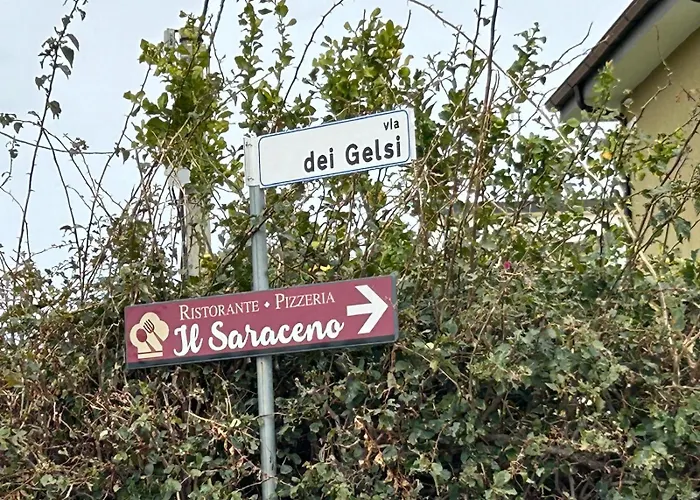 via
dei Gelsi
RISTORANTE • PIZZERIA
Il Saraceno